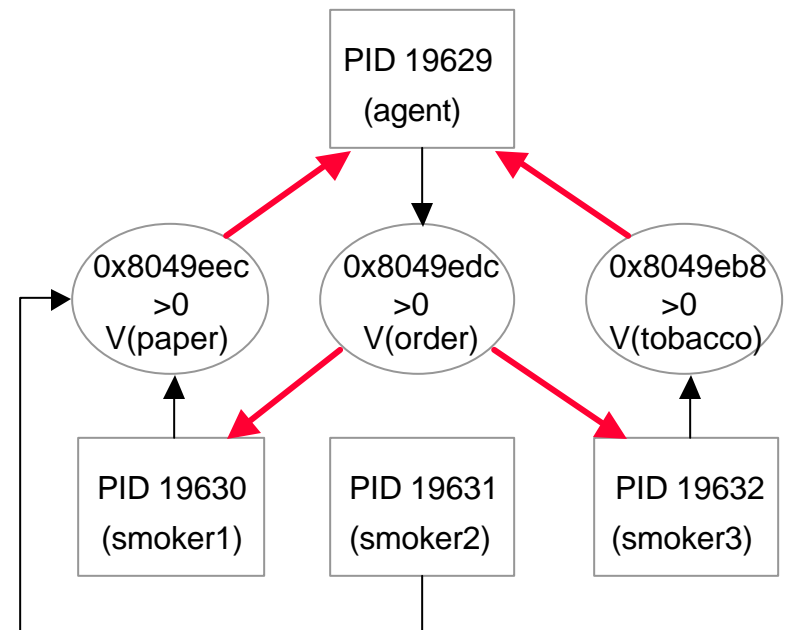 PID 19629
(agent)
0x8049eec
>0
V(paper)
0x8049edc
>0
V(order)
0x8049eb8
>0
V(tobacco)
PID 19630
(smoker1)
PID 19631
(smoker2)
PID 19632
(smoker3)